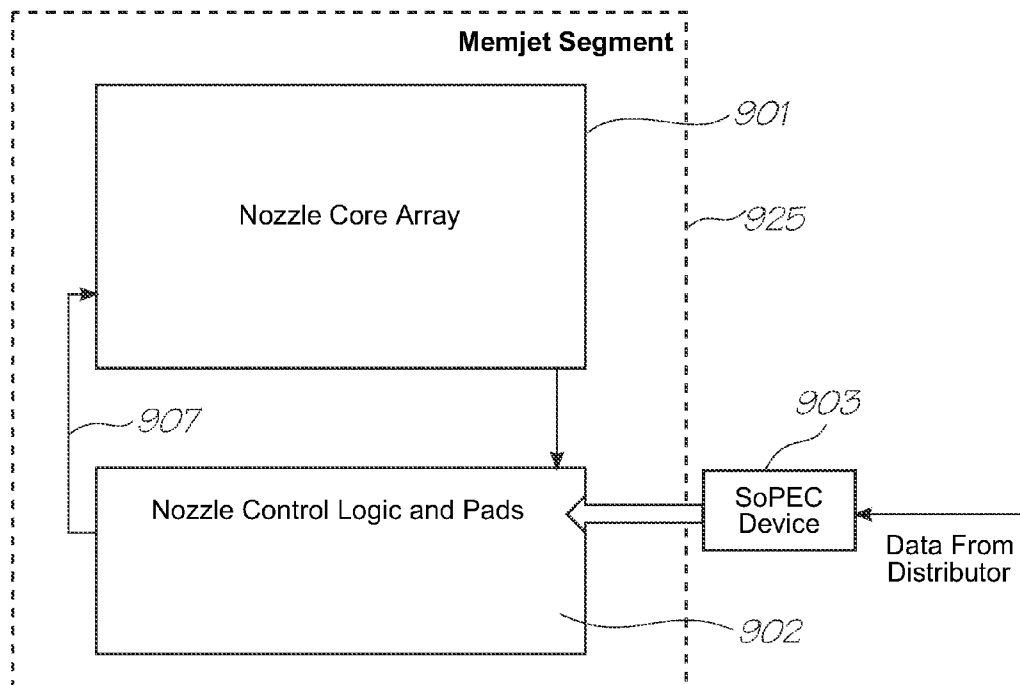 Memjet Segment
901
Nozzle Core Array
925
907
903
Nozzle Control Logic and Pads
SoPEC
Device
Data From
Distributor
902